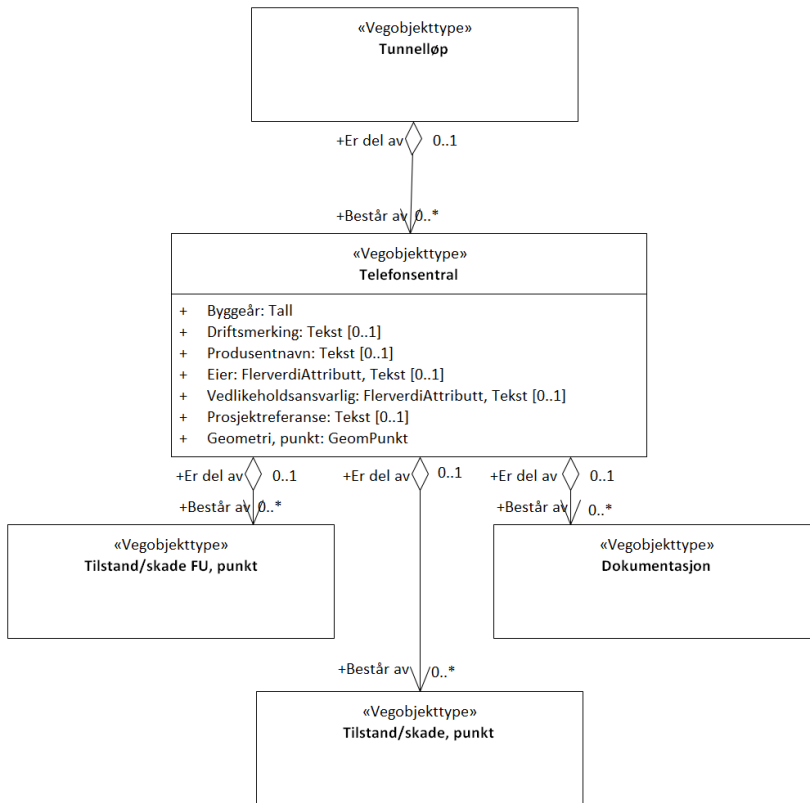 «Vegobjekttype»
Tunnelløp
+Er del av 0..1
+Består av 0..*
«Vegobjekttype»
Telefonsentral
+ Byggeår: Tall
+ Driftsmerking: Tekst [0..1]
+ Produsentnavn: Tekst [0..1]
+ Eier: FlerverdiAttributt, Tekst [0..1]
+ Vedlikeholdsansvarlig: FlerverdiAttributt, Tekst [0..1]
+ Prosjektreferanse: Tekst [0..1]
+ Geometri, punkt: GeomPunkt
+Er del av 0..1 +Er del av 0..1 +Er del av 0..1
+Består av 0..* +Består av 0..*
«Vegobjekttype»
Tilstand/skade FU, punkt
«Vegobjekttype»
Dokumentasjon
+Består av 0..*
«Vegobjekttype»
Tilstand/skade, punkt